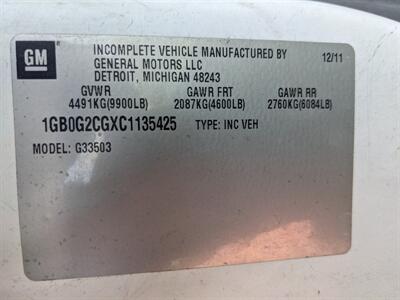 GM
INCOMPLETE VEHICLE MANUFACTURED BY
GENERAL MOTORS LLC
DETROIT, MICHIGAN 48243
12/11
GVWR GAWR FRT GAWR RR
4491KG(9900LB) 2087KG(4600LB) 2760KG(6084LB)
1GB0G2CGXC1135425 TYPE: INC VEH
MODEL: G33503